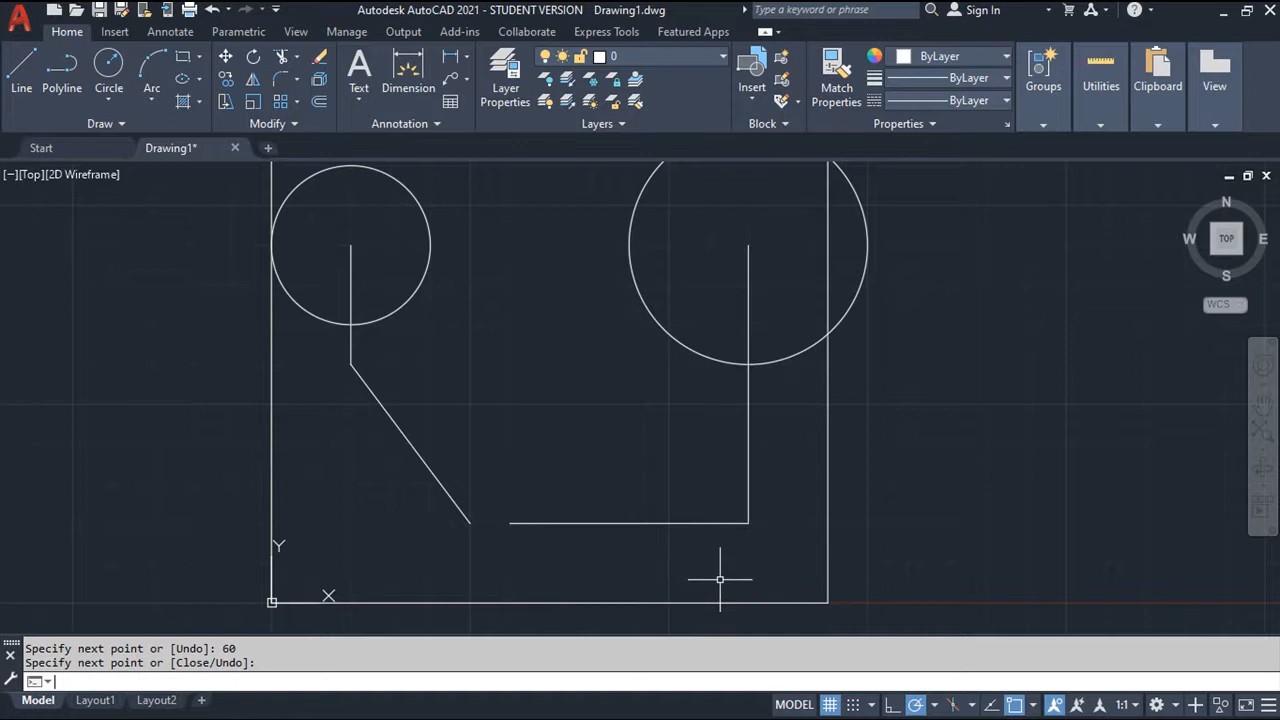 Autodesk AutoCAD 2021 - STUDENT VERSION Drawing1.dwg
Type a keyword or phrase
Sign In
Home Insert Annotate Parametric View Manage Output Add-ins Collaborate Express Tools Featured Apps
0
ByLayer
ByLayer
ByLayer
Line Polyline Circle Arc
Text Dimension
Layer Properties
Insert
Match Properties
Groups Utilities Clipboard View
Draw Modify Annotation Layers Block Properties
Start Drawing1*
[−][Top][2D Wireframe]
N
W TOP E
S
WCS
Y
X
Specify next point or [Undo]: 60
Specify next point or [Close/Undo]:
Model Layout1 Layout2
MODEL 1:1